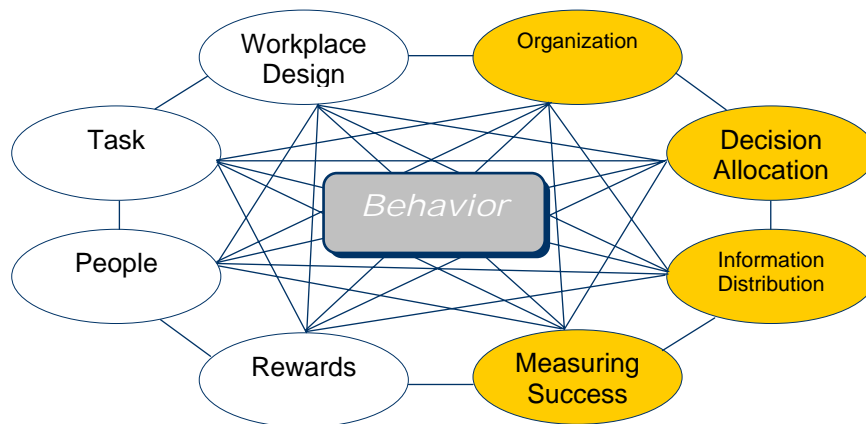 Workplace
Design
Organization
Task
Decision
Allocation
Behavior
People
Information
Distribution
Rewards
Measuring
Success